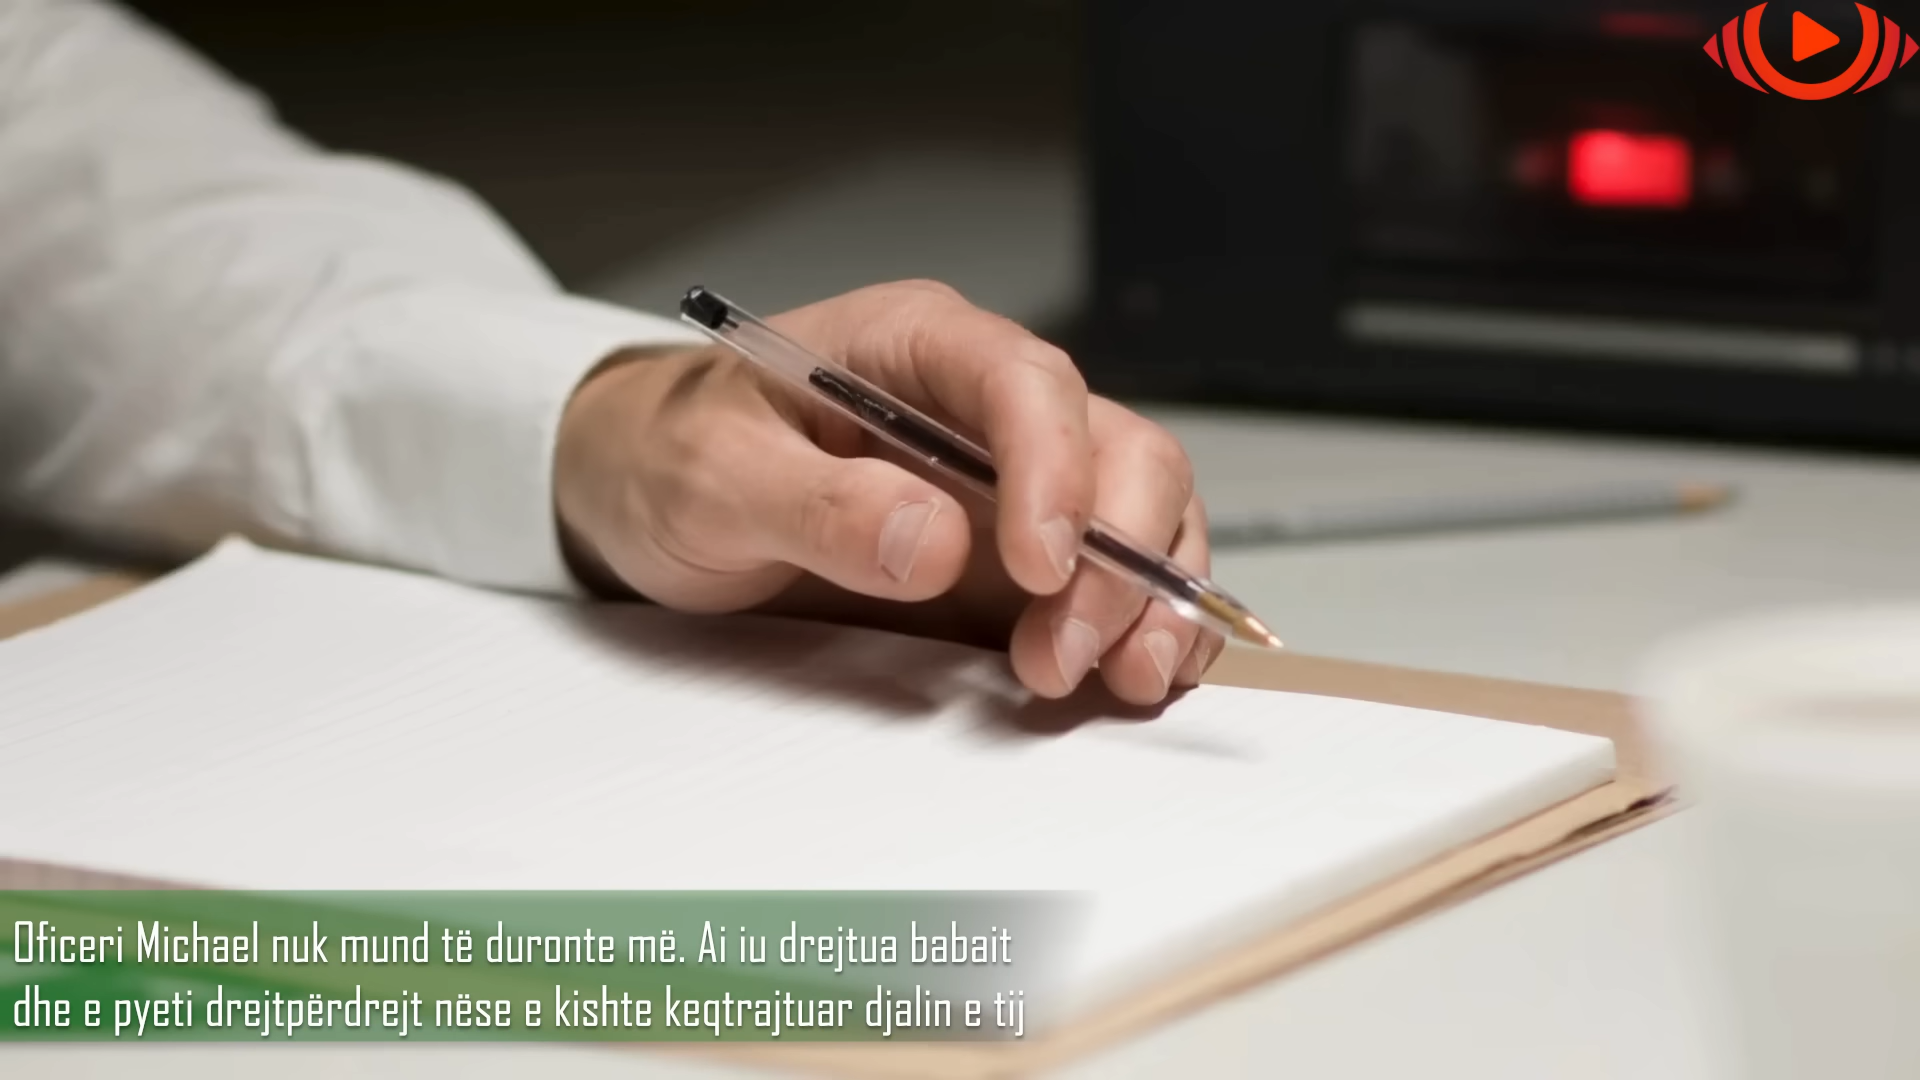 Oficeri Michael nuk mund të duronte më. Ai iu drejtua babait
dhe e pyeti drejtpërdrejt nëse e kishte keqtrajtuar djalin e tij